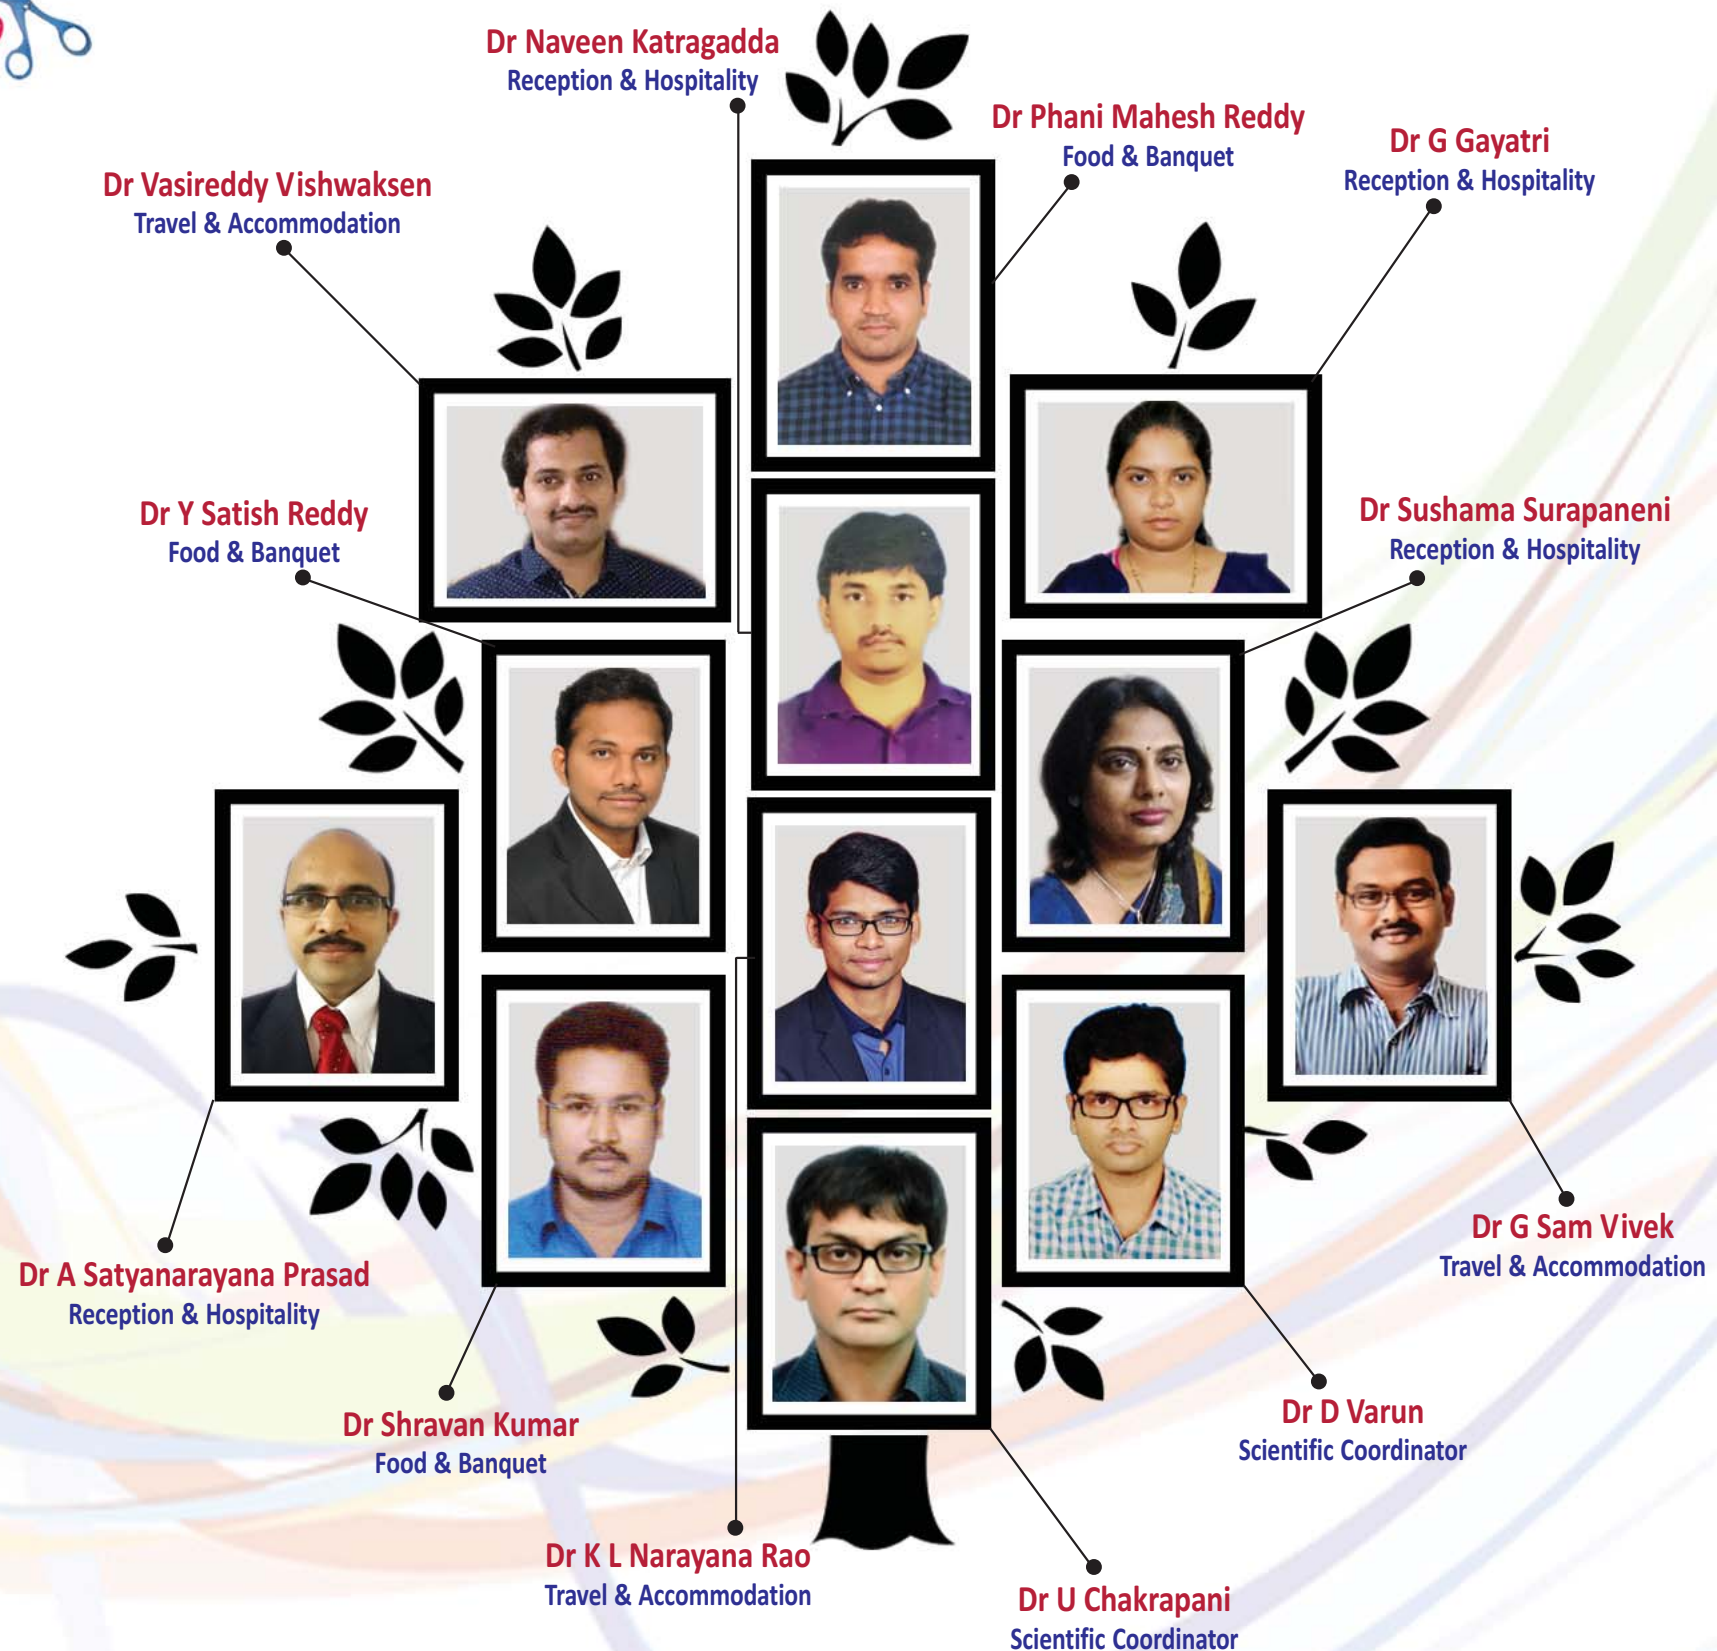 Dr Naveen Katragadda
Reception & Hospitality
Dr Phani Mahesh Reddy
Food & Banquet
Dr G Gayatri
Reception & Hospitality
Dr Vasireddy Vishwaksen
Travel & Accommodation
Dr Y Satish Reddy
Food & Banquet
Dr Sushama Surapaneni
Reception & Hospitality
Dr A Satyanarayana Prasad
Reception & Hospitality
Dr G Sam Vivek
Travel & Accommodation
Dr Shravan Kumar
Food & Banquet
Dr D Varun
Scientific Coordinator
Dr K L Narayana Rao
Travel & Accommodation
Dr U Chakrapani
Scientific Coordinator